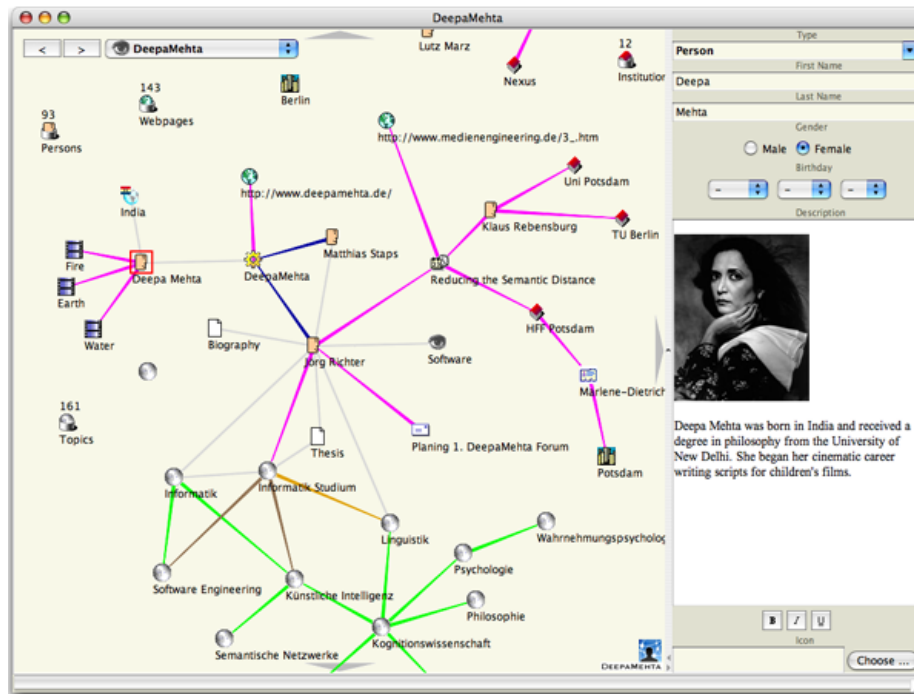 DeepaMehta
< >
DeepaMehta
Lutz Marz
12
Institution
Nexus
Berlin
143
Webpages
93
Persons
http://www.medienengineering.de/3_.htm
Uni Potsdam
http://www.deepamehta.de/
India
Klaus Rebensburg
TU Berlin
Matthias Staps
Fire
Deepa Mehta
DeepaMehta
Reducing the Semantic Distance
Earth
HFF Potsdam
Water
Biography
Jörg Richter
Software
Marlene-Dietrich
161
Topics
Thesis
Planing 1. DeepaMehta Forum
Potsdam
Informatik
Informatik Studium
Linguistik
Wahrnehmungspsycholog
Psychologie
Software Engineering
Künstliche Intelligenz
Philosophie
Semantische Netzwerke
Kognitionswissenschaft
DEEPAMEHTA
Type
Person
First Name
Deepa
Last Name
Mehta
Gender
Male Female
Birthday
- - -
Description
Deepa Mehta was born in India and received a
degree in philosophy from the University of
New Delhi. She began her cinematic career
writing scripts for children's films.
B I U
Icon
Choose ...